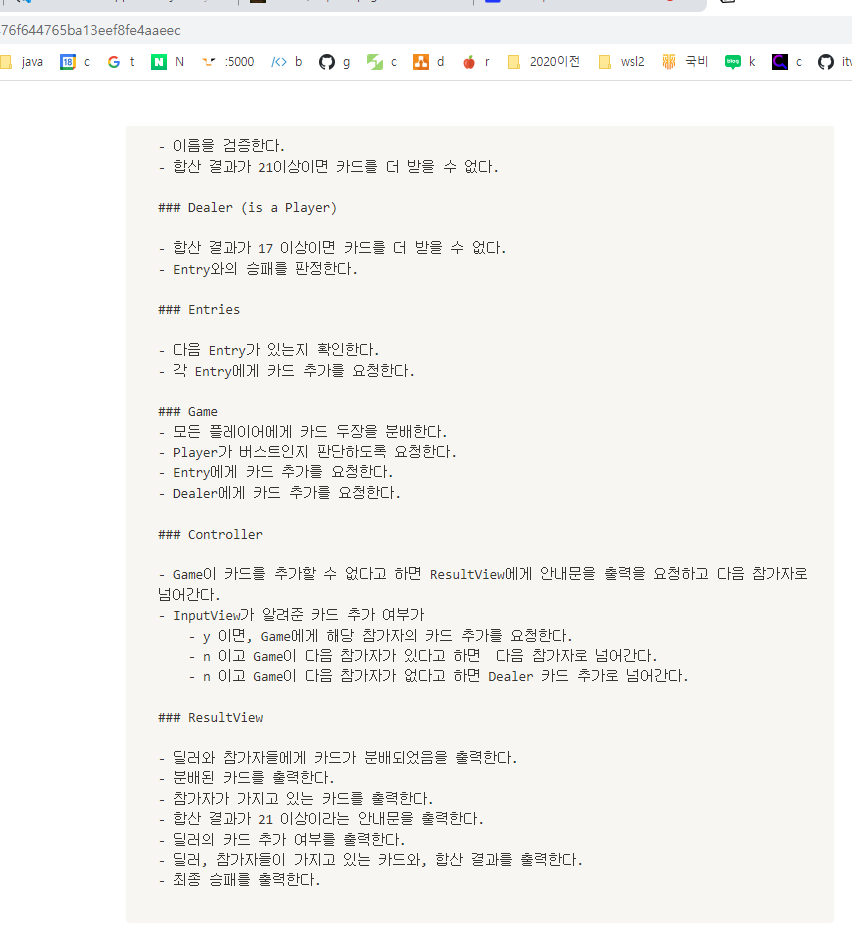 76f644765ba13eef8fe4aaeec
java c t N :5000 b g c d r 2020이전 wsl2 국비 k c itv
- 이름을 검증한다.
- 합산 결과가 21이상이면 카드를 더 받을 수 없다.
### Dealer (is a Player)
- 합산 결과가 17 이상이면 카드를 더 받을 수 없다.
- Entry와의 승패를 판정한다.
### Entries
- 다음 Entry가 있는지 확인한다.
- 각 Entry에게 카드 추가를 요청한다.
### Game
- 모든 플레이어에게 카드 두장을 분배한다.
- Player가 버스트인지 판단하도록 요청한다.
- Entry에게 카드 추가를 요청한다.
- Dealer에게 카드 추가를 요청한다.
### Controller
- Game이 카드를 추가할 수 없다고 하면 ResultView에게 안내문을 출력을 요청하고 다음 참가자로
넘어간다.
- InputView가 알려준 카드 추가 여부가
- y 이면, Game에게 해당 참가자의 카드 추가를 요청한다.
- n 이고 Game이 다음 참가자가 있다고 하면  다음 참가자로 넘어간다.
- n 이고 Game이 다음 참가자가 없다고 하면 Dealer 카드 추가로 넘어간다.
### ResultView
- 딜러와 참가자들에게 카드가 분배되었음을 출력한다.
- 분배된 카드를 출력한다.
- 참가자가 가지고 있는 카드를 출력한다.
- 합산 결과가 21 이상이라는 안내문을 출력한다.
- 딜러의 카드 추가 여부를 출력한다.
- 딜러, 참가자들이 가지고 있는 카드와, 합산 결과를 출력한다.
- 최종 승패를 출력한다.